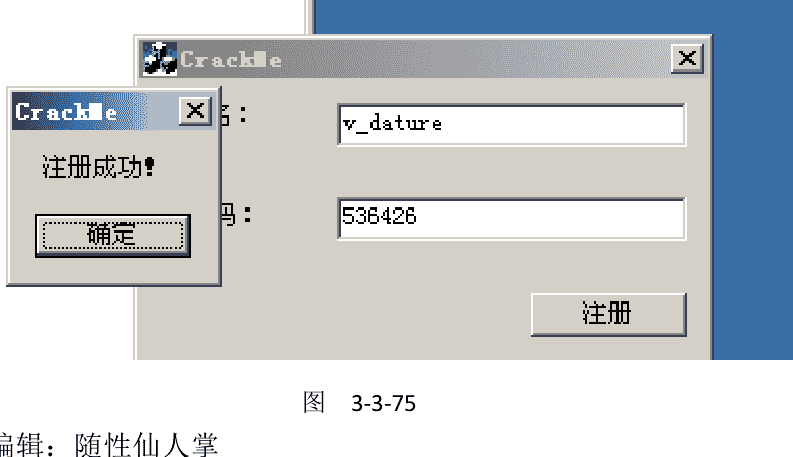 CrackMe
CrackMe
名：
v_dature
注册成功!
码：
536426
确定
注册
图 3-3-75
编辑：随性仙人掌